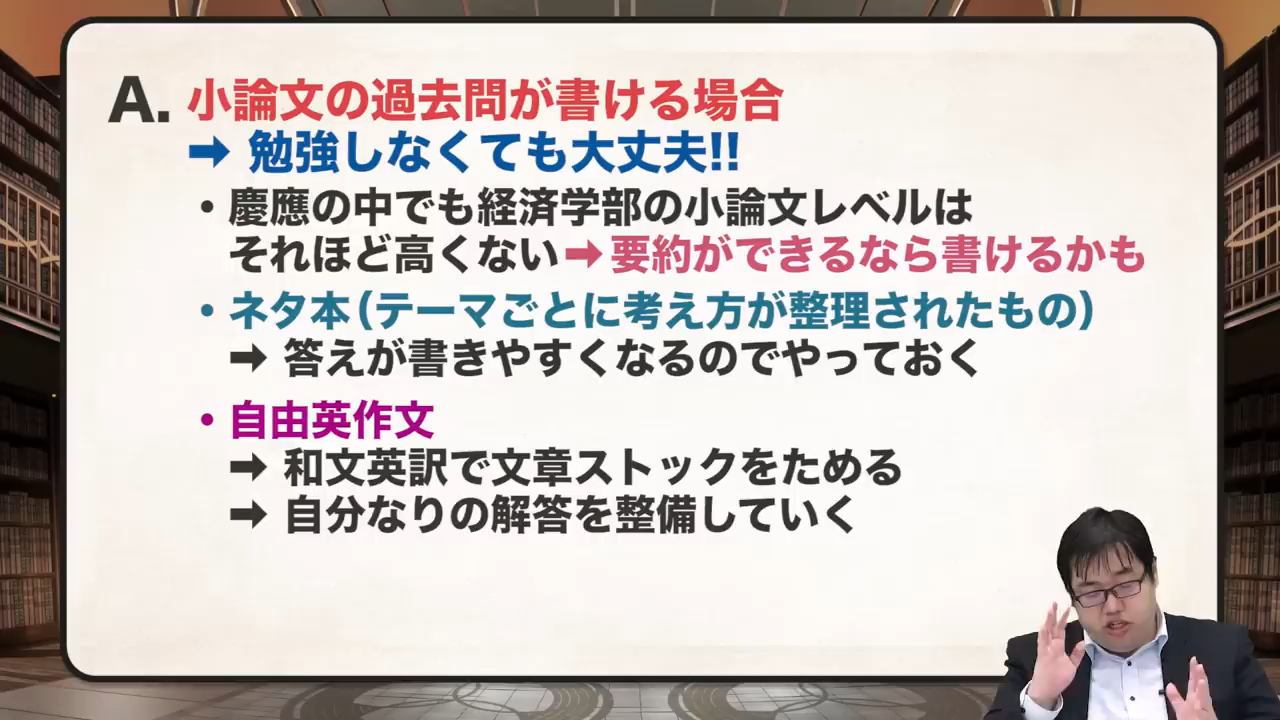 A. 小論文の過去問が書ける場合
➡ 勉強しなくても大丈夫!!
・慶應の中でも経済学部の小論文レベルは
それほど高くない ➡ 要約ができるなら書けるかも
・ネタ本(テーマごとに考え方が整理されたもの)
➡ 答えが書きやすくなるのでやっておく
・自由英作文
➡ 和文英訳で文章ストックをためる
➡ 自分なりの解答を整備していく